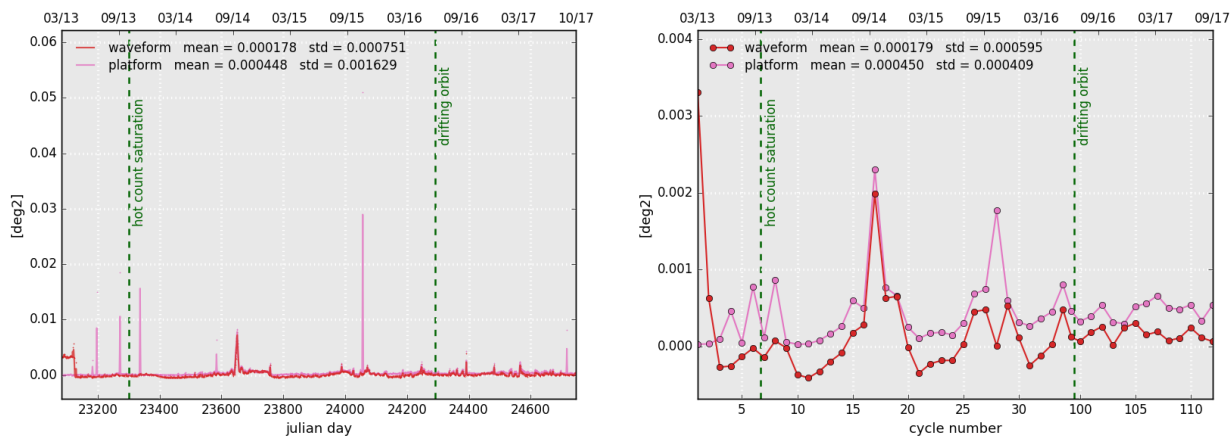 03/13 09/13 03/14 09/14 03/15 09/15 03/16 09/16 03/17 10/17
waveform mean = 0.000178 std = 0.000751
platform mean = 0.000448 std = 0.001629
hot count saturation
drifting orbit
[deg2]
0.06
0.05
0.04
0.03
0.02
0.01
0.00
23200 23400 23600 23800 24000 24200 24400 24600
julian day
03/13 09/13 03/14 09/14 03/15 09/15 03/16 09/16 03/17 09/17
waveform mean = 0.000179 std = 0.000595
platform mean = 0.000450 std = 0.000409
hot count saturation
drifting orbit
[deg2]
0.004
0.003
0.002
0.001
0.000
5 10 15 20 25 30 100 105 110
cycle number